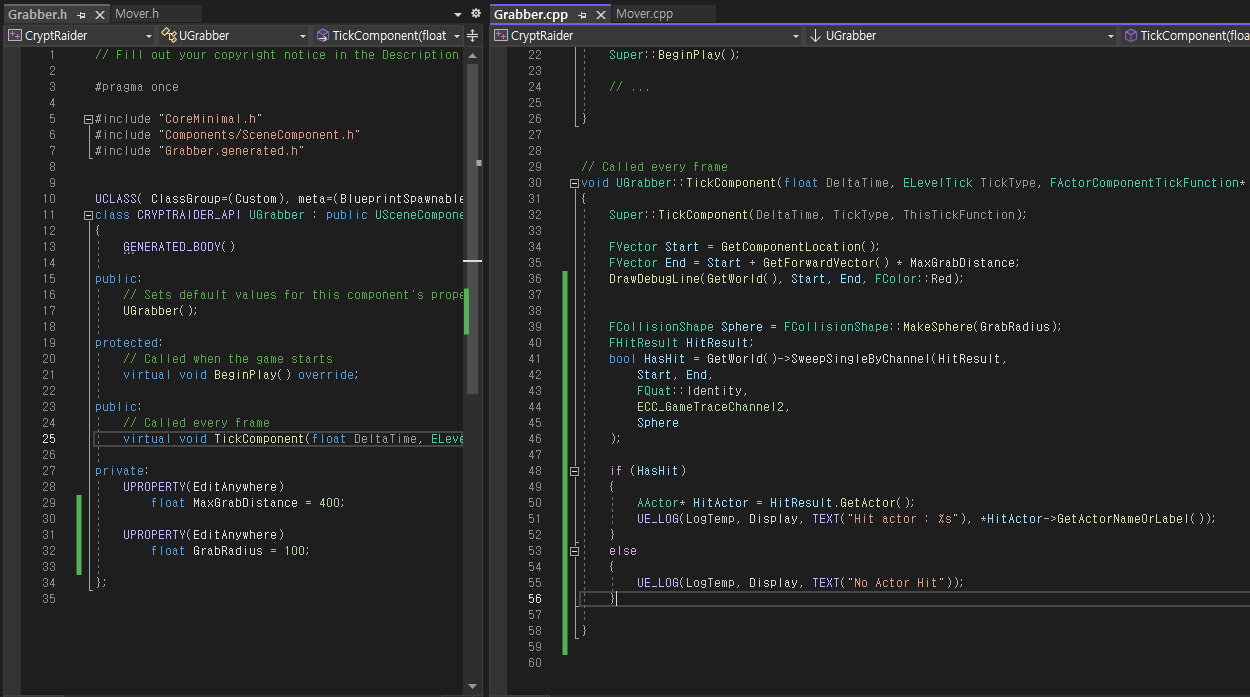 Grabber.h
Mover.h
CryptRaider
UGrabber
TickComponent(float
1 // Fill out your copyright notice in the Description
2
3 #pragma once
4
5 #include "CoreMinimal.h"
6 #include "Components/SceneComponent.h"
7 #include "Grabber.generated.h"
8
9
10 UCLASS( ClassGroup=(Custom), meta=(BlueprintSpawnable
11 class CRYPTRAIDER_API UGrabber : public USceneCompone
12 {
13 GENERATED_BODY()
14
15 public:
16 // Sets default values for this component's prope
17 UGrabber();
18
19 protected:
20 // Called when the game starts
21 virtual void BeginPlay() override;
22
23 public:
24 // Called every frame
25 virtual void TickComponent(float DeltaTime, ELeve
26
27 private:
28 UPROPERTY(EditAnywhere)
29 float MaxGrabDistance = 400;
30
31 UPROPERTY(EditAnywhere)
32 float GrabRadius = 100;
33
34 };
35
Grabber.cpp
Mover.cpp
CryptRaider
UGrabber
TickComponent(floa
22 Super::BeginPlay();
23
24 // ...
25
26 }
27
28
29 // Called every frame
30 void UGrabber::TickComponent(float DeltaTime, ELevelTick TickType, FActorComponentTickFunction*
31 {
32 Super::TickComponent(DeltaTime, TickType, ThisTickFunction);
33
34 FVector Start = GetComponentLocation();
35 FVector End = Start + GetForwardVector() * MaxGrabDistance;
36 DrawDebugLine(GetWorld(), Start, End, FColor::Red);
37
38
39 FCollisionShape Sphere = FCollisionShape::MakeSphere(GrabRadius);
40 FHitResult HitResult;
41 bool HasHit = GetWorld()->SweepSingleByChannel(HitResult,
42 Start, End,
43 FQuat::Identity,
44 ECC_GameTraceChannel2,
45 Sphere
46 );
47
48 if (HasHit)
49 {
50 AActor* HitActor = HitResult.GetActor();
51 UE_LOG(LogTemp, Display, TEXT("Hit actor : %s"), *HitActor->GetActorNameOrLabel());
52 }
53 else
54 {
55 UE_LOG(LogTemp, Display, TEXT("No Actor Hit"));
56 }
57
58 }
59
60